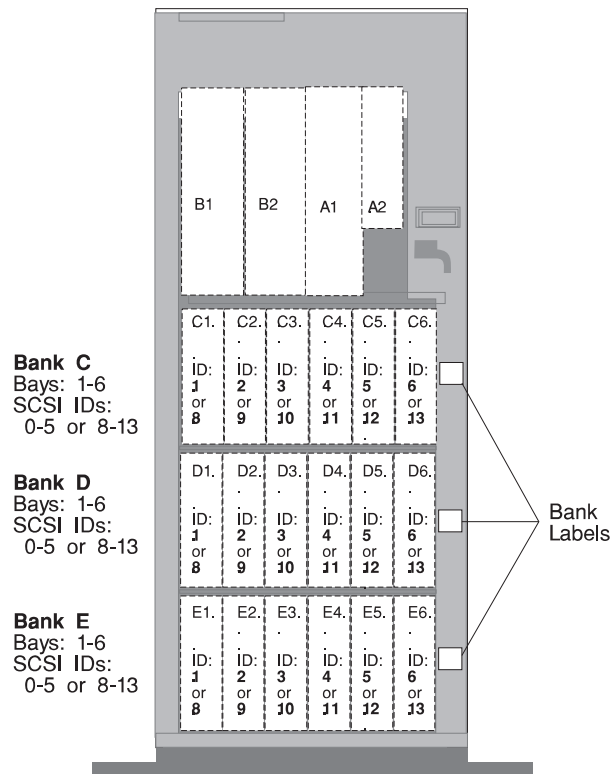 B1 B2 A1 A2
C1. C2. C3. C4. C5. C6.
. . . . . .
ID: ID: ID: ID: ID: ID:
1 2 3 4 5 6
or or or or or or
8 9 10 11 12 13
Bank C
Bays: 1-6
SCSI IDs:
0-5 or 8-13
D1. D2. D3. D4. D5. D6.
. . . . . .
ID: ID: ID: ID: ID: ID:
1 2 3 4 5 6
or or or or or or
8 9 10 11 12 13
Bank D
Bays: 1-6
SCSI IDs:
0-5 or 8-13
Bank
Labels
E1. E2. E3. E4. E5. E6.
. . . . . .
ID: ID: ID: ID: ID: ID:
1 2 3 4 5 6
or or or or or or
8 9 10 11 12 13
Bank E
Bays: 1-6
SCSI IDs:
0-5 or 8-13